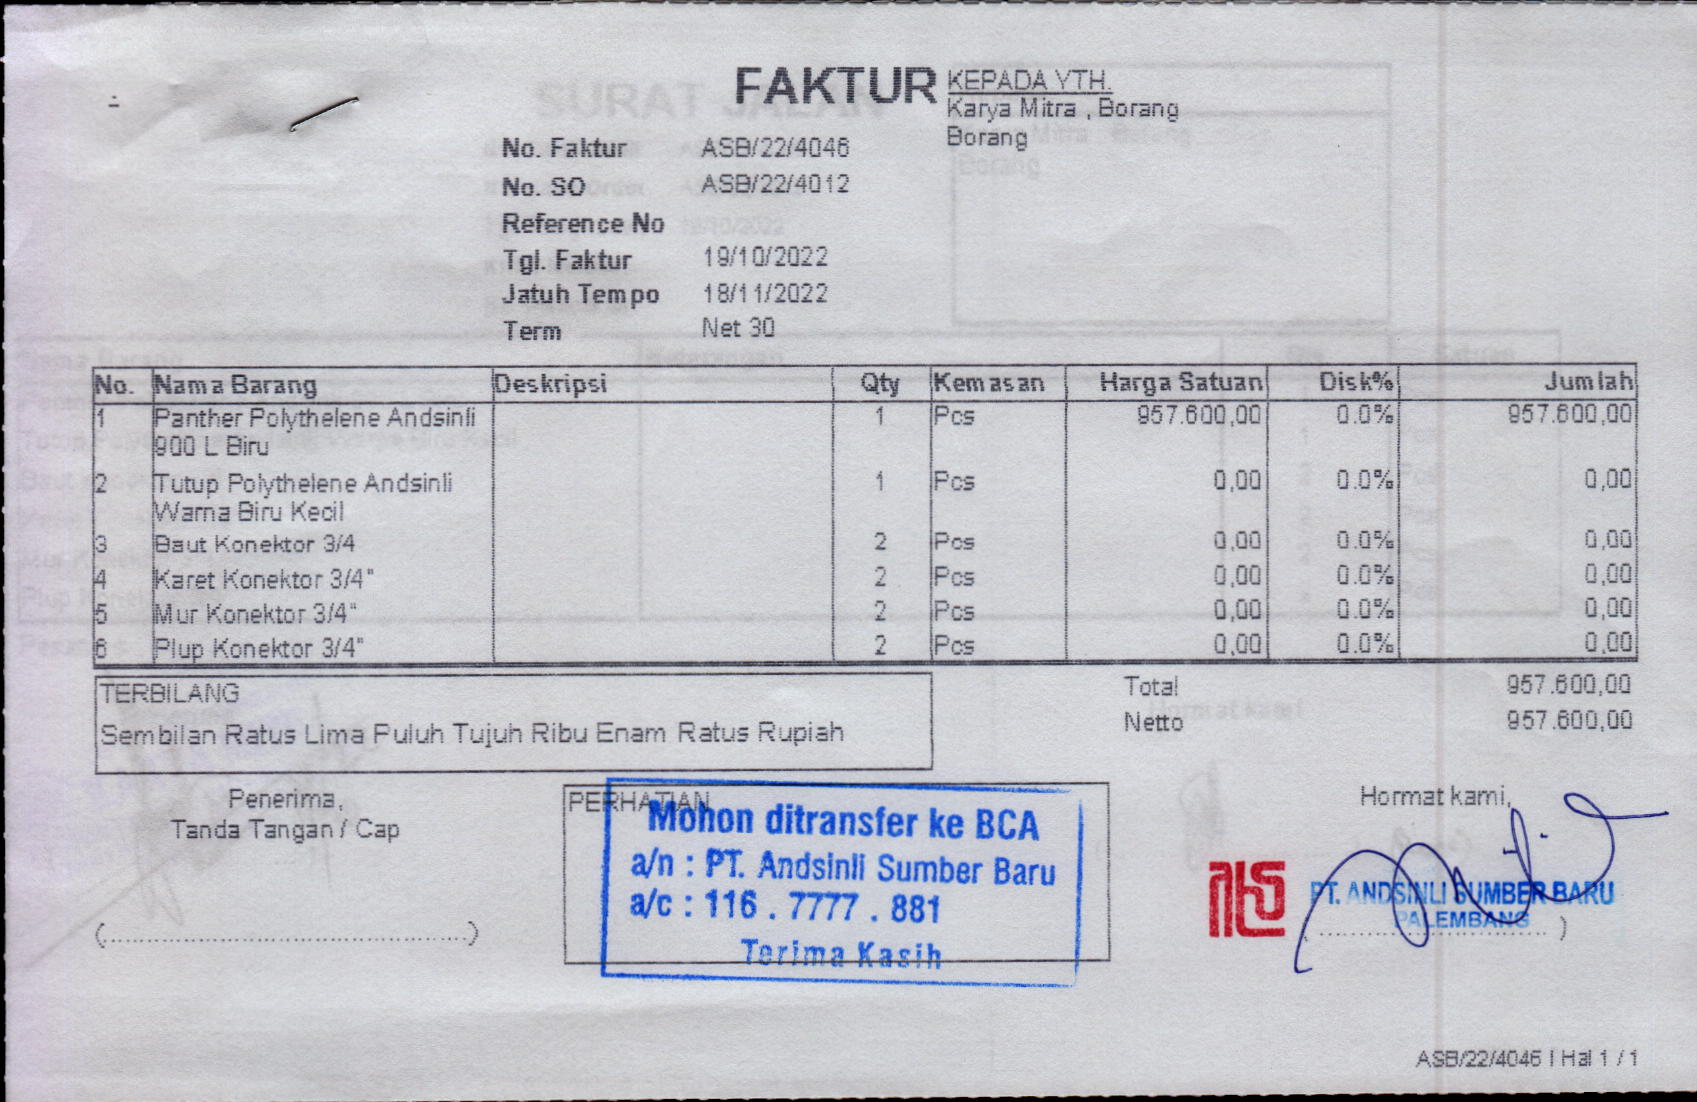 FAKTUR
KEPADA YTH.
Karya Mitra , Borang
Borang
No. Faktur ASB/22/4046
No. SO ASB/22/4012
Reference No
Tgl. Faktur 19/10/2022
Jatuh Tempo 18/11/2022
Term Net 30
No. Nama Barang Deskripsi Qty Kemasan Harga Satuan Disk% Jumlah
1 Panther Polythelene Andsinli 1 Pcs 957.600,00 0.0% 957.600,00
900 L Biru
2 Tutup Polythelene Andsinli 1 Pcs 0,00 0.0% 0,00
Warna Biru Kecil
3 Baut Konektor 3/4 2 Pcs 0,00 0.0% 0,00
4 Karet Konektor 3/4" 2 Pcs 0,00 0.0% 0,00
5 Mur Konektor 3/4" 2 Pcs 0,00 0.0% 0,00
6 Plup Konektor 3/4" 2 Pcs 0,00 0.0% 0,00
TERBILANG
Sembilan Ratus Lima Puluh Tujuh Ribu Enam Ratus Rupiah
Total 957.600,00
Netto 957.600,00
Penerima,
Tanda Tangan / Cap
(..............................................)
PERHATIAN
Mohon ditransfer ke BCA
a/n : PT. Andsinli Sumber Baru
a/c : 116 . 7777 . 881
Terima Kasih
Hormat kami,
PT. ANDSINLI SUMBER BARU
PALEMBANG
ASB/22/4046 | Hal 1 / 1